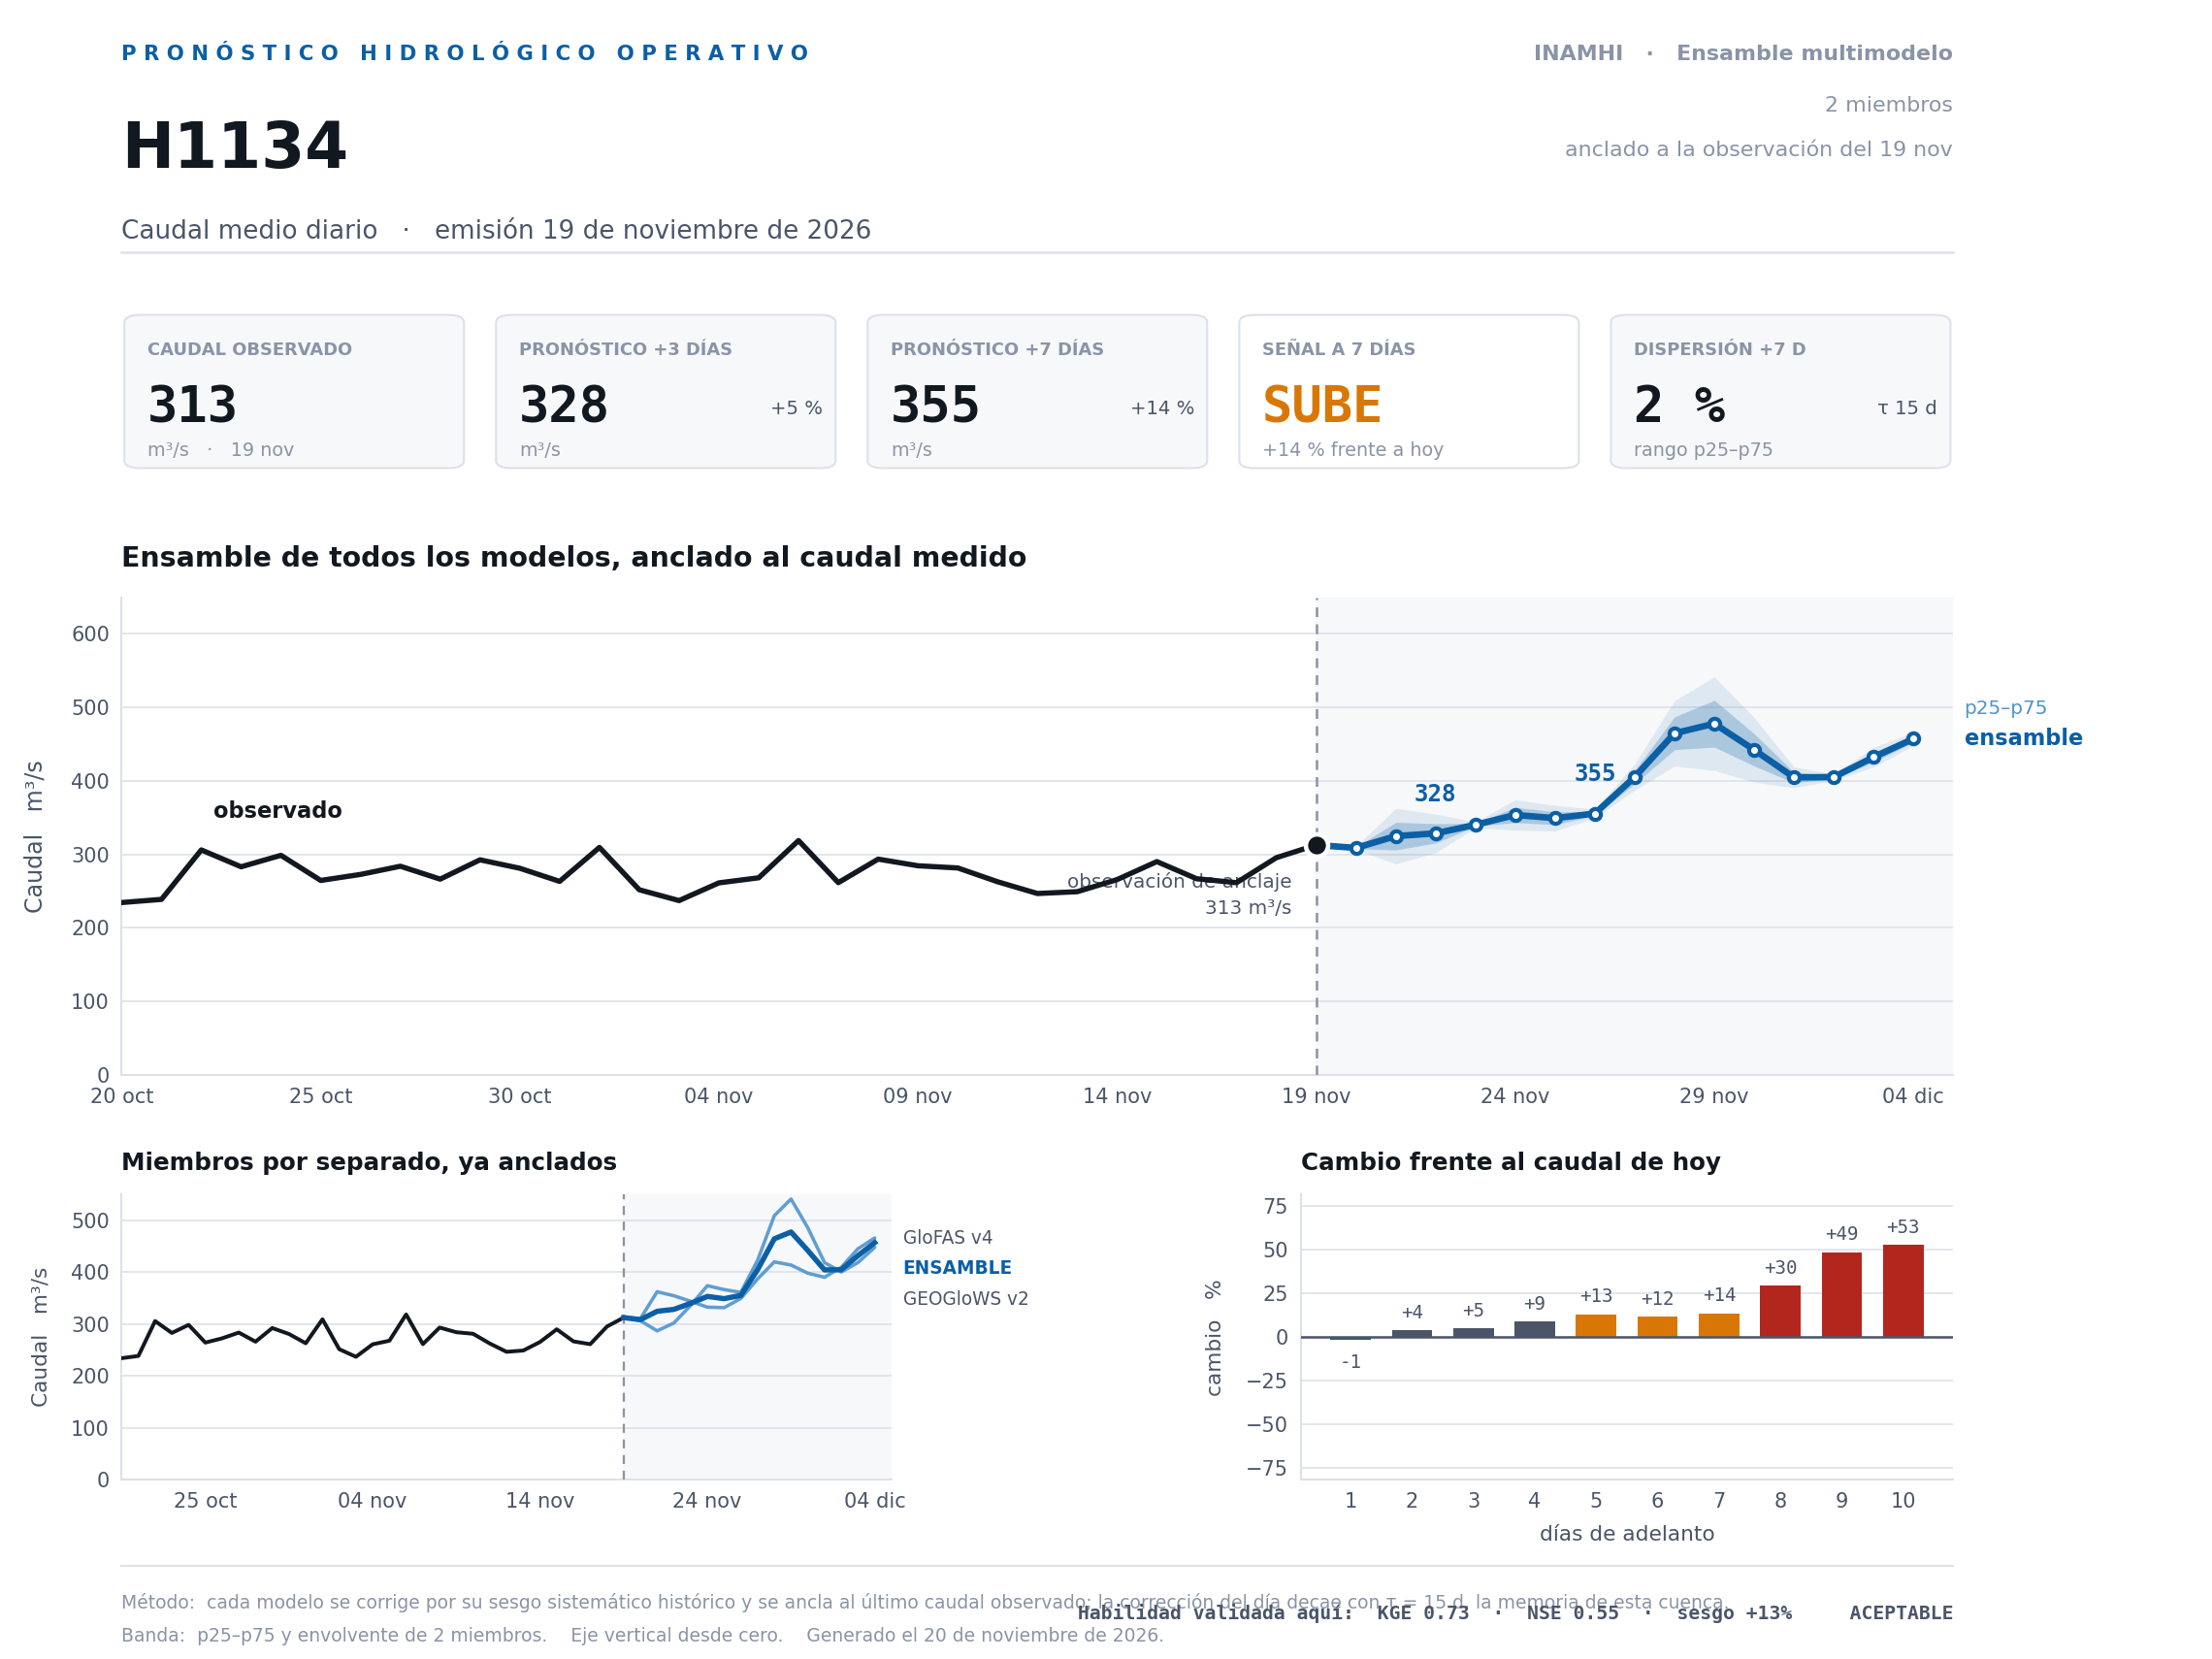 PRONÓSTICO HIDROLÓGICO OPERATIVO
INAMHI · Ensamble multimodelo
2 miembros
H1134
anclado a la observación del 19 nov
Caudal medio diario · emisión 19 de noviembre de 2026
CAUDAL OBSERVADO
313
m³/s · 19 nov
PRONÓSTICO +3 DÍAS
328 +5 %
m³/s
PRONÓSTICO +7 DÍAS
355 +14 %
m³/s
SEÑAL A 7 DÍAS
SUBE
+14 % frente a hoy
DISPERSIÓN +7 D
2 % τ 15 d
rango p25–p75
Ensamble de todos los modelos, anclado al caudal medido
Caudal m³/s
600
500
400
300
200
100
0
observado
observación de anclaje
313 m³/s
328
355
p25–p75
ensamble
20 oct 25 oct 30 oct 04 nov 09 nov 14 nov 19 nov 24 nov 29 nov 04 dic
Miembros por separado, ya anclados
Caudal m³/s
500
400
300
200
100
0
GloFAS v4
ENSAMBLE
GEOGloWS v2
25 oct 04 nov 14 nov 24 nov 04 dic
Cambio frente al caudal de hoy
cambio %
75
50
25
0
−25
−50
−75
-1 +4 +5 +9 +13 +12 +14 +30 +49 +53
1 2 3 4 5 6 7 8 9 10
días de adelanto
Método: cada modelo se corrige por su sesgo sistemático histórico y se ancla al último caudal observado; la corrección del día decae con τ = 15 d, la memoria de esta cuenca.
Habilidad validada aquí: KGE 0.73 · NSE 0.55 · sesgo +13% ACEPTABLE
Banda: p25–p75 y envolvente de 2 miembros. Eje vertical desde cero. Generado el 20 de noviembre de 2026.